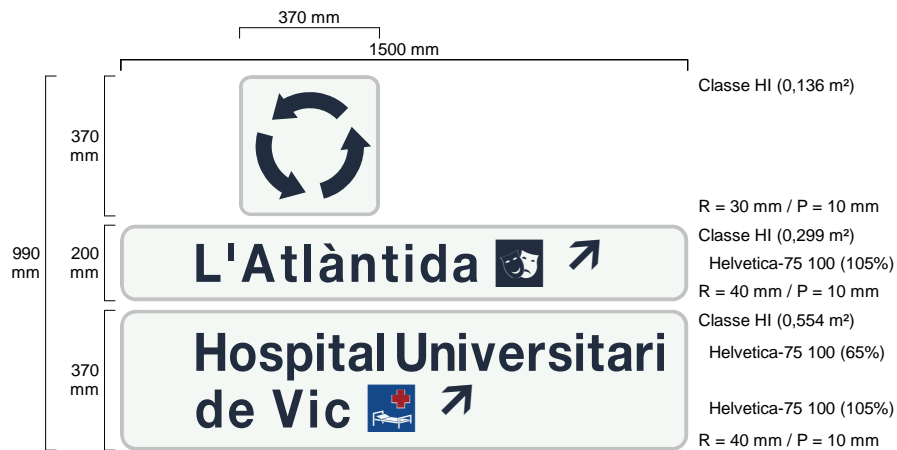 370 mm
1500 mm
Classe HI (0,136 m²)
370
mm
R = 30 mm / P = 10 mm
990
mm
200
mm
L'Atlàntida
Classe HI (0,299 m²)
Helvetica-75 100 (105%)
R = 40 mm / P = 10 mm
370
mm
Hospital Universitari
de Vic
Classe HI (0,554 m²)
Helvetica-75 100 (65%)
Helvetica-75 100 (105%)
R = 40 mm / P = 10 mm